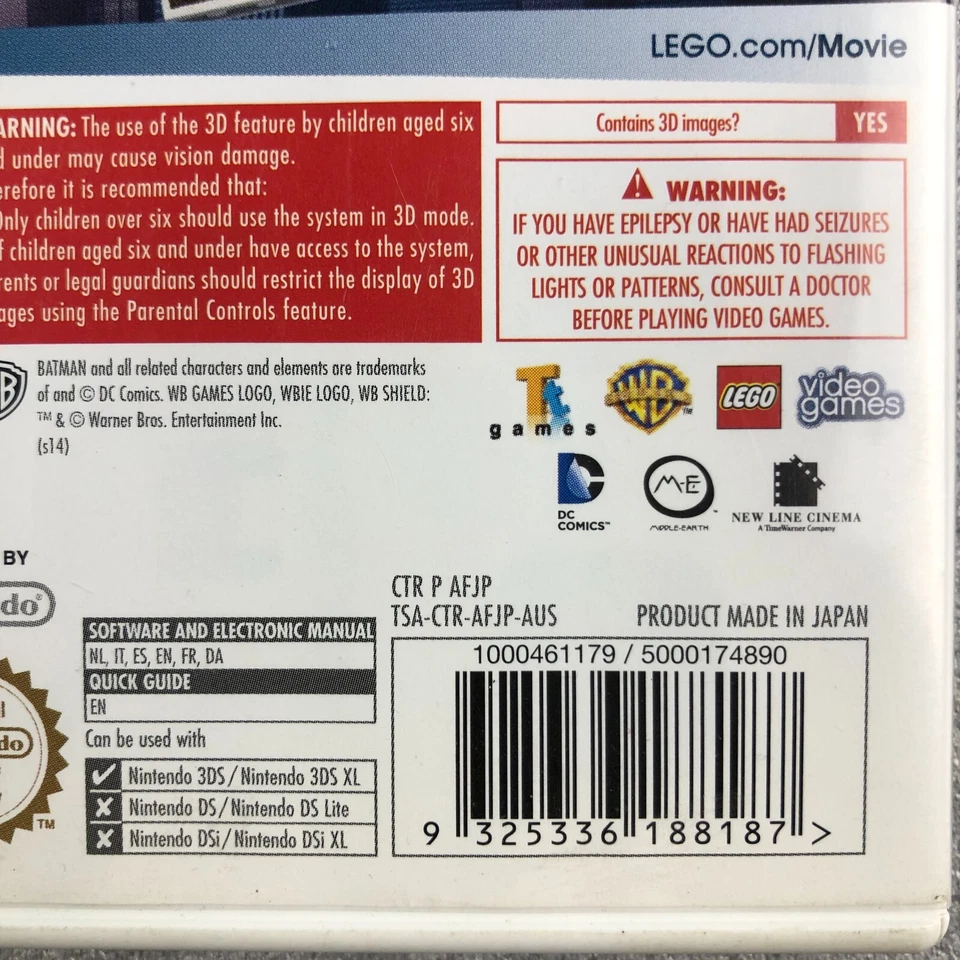 LEGO.com/Movie
ARNING: The use of the 3D feature by children aged six
d under may cause vision damage.
erefore it is recommended that:
Only children over six should use the system in 3D mode.
f children aged six and under have access to the system,
rents or legal guardians should restrict the display of 3D
ages using the Parental Controls feature.
Contains 3D images? YES
WARNING:
IF YOU HAVE EPILEPSY OR HAVE HAD SEIZURES
OR OTHER UNUSUAL REACTIONS TO FLASHING
LIGHTS OR PATTERNS, CONSULT A DOCTOR
BEFORE PLAYING VIDEO GAMES.
BATMAN and all related characters and elements are trademarks
of and © DC Comics. WB GAMES LOGO, WBIE LOGO, WB SHIELD:
™ & © Warner Bros. Entertainment Inc.
(s14)
Tt games
WB
LEGO
video games
DC COMICS™
M-E
MIDDLE-EARTH
NEW LINE CINEMA
A TimeWarner Company
BY
do®
CTR P AFJP
TSA-CTR-AFJP-AUS
PRODUCT MADE IN JAPAN
SOFTWARE AND ELECTRONIC MANUAL
NL, IT, ES, EN, FR, DA
QUICK GUIDE
EN
Can be used with
Nintendo 3DS / Nintendo 3DS XL
Nintendo DS / Nintendo DS Lite
Nintendo DSi / Nintendo DSi XL
do
TM
1000461179 / 5000174890
9 325336 188187 >